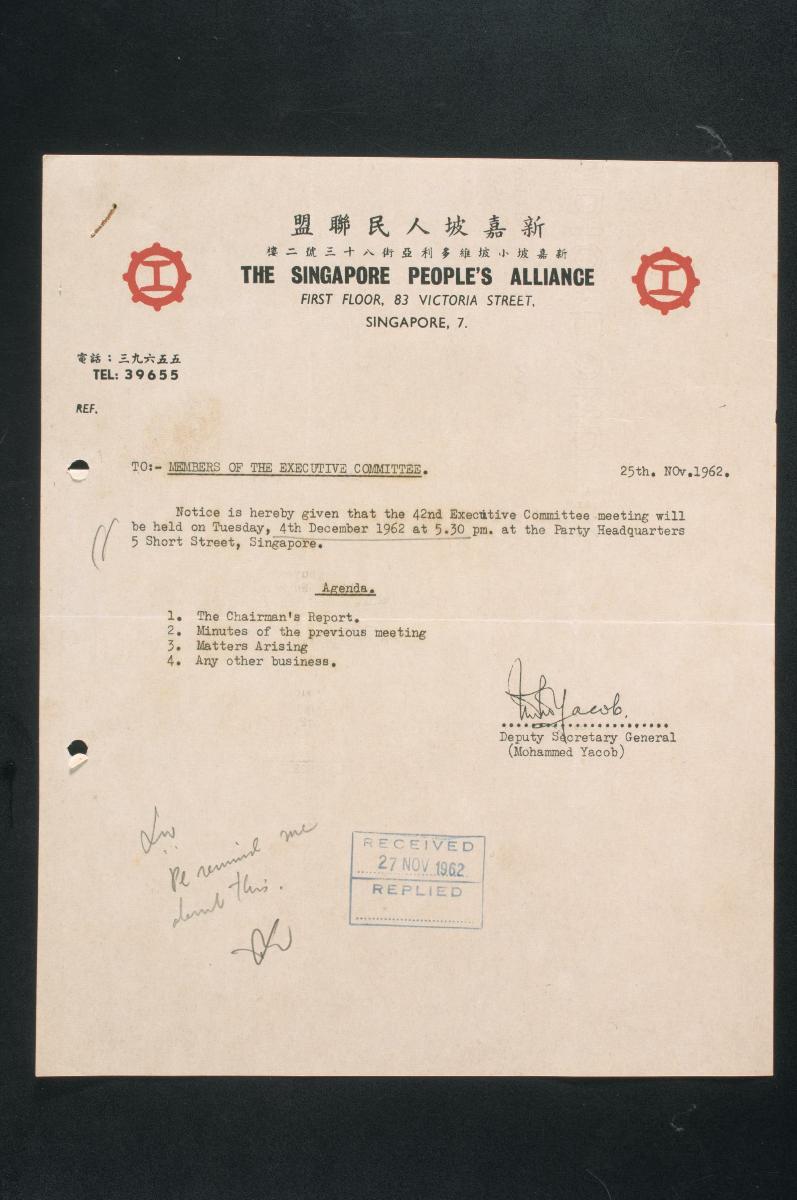 盟聯民人坡嘉新
樓二號三十八街亞利多維坡小坡嘉新
THE SINGAPORE PEOPLE'S ALLIANCE
FIRST FLOOR, 83 VICTORIA STREET,
SINGAPORE, 7.
電話：三九六五五
TEL: 39655
REF.
TO:- MEMBERS OF THE EXECUTIVE COMMITTEE.
25th. NOv.1962.
Notice is hereby given that the 42nd Executive Committee meeting will
be held on Tuesday, 4th December 1962 at 5.30 pm. at the Party Headquarters
5 Short Street, Singapore.
Agenda.
1. The Chairman's Report.
2. Minutes of the previous meeting
3. Matters Arising
4. Any other business.
Yacob.
Deputy Secretary General
(Mohammed Yacob)
Pl remind me
about this.
RECEIVED
27 NOV 1962
REPLIED